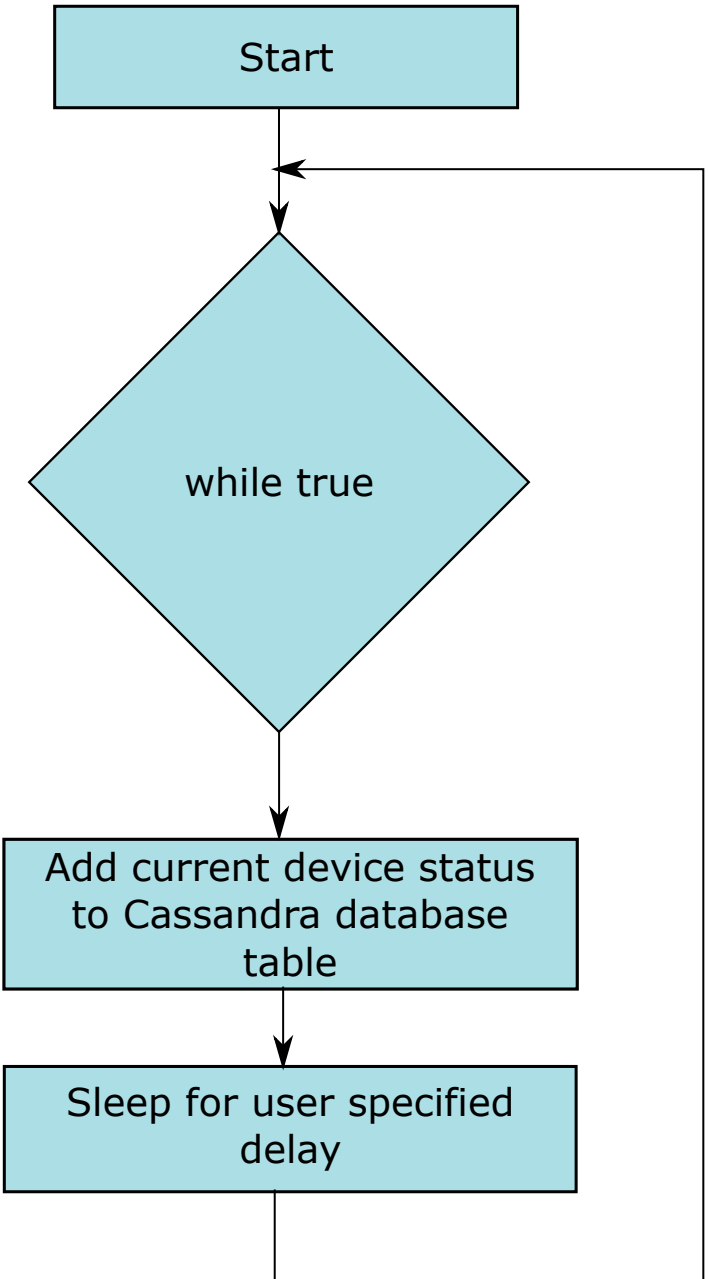 Start
while true
Add current device status
to Cassandra database
table
Sleep for user specified
delay